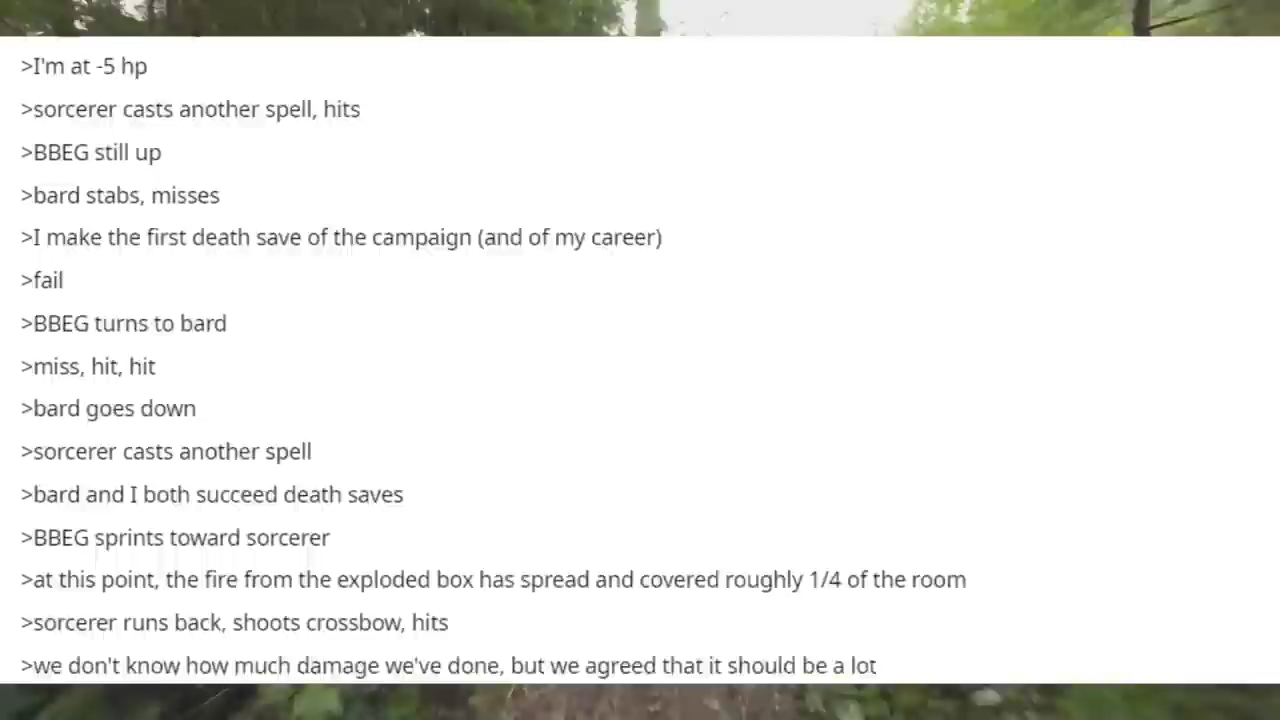 >I'm at -5 hp
>sorcerer casts another spell, hits
>BBEG still up
>bard stabs, misses
>I make the first death save of the campaign (and of my career)
>fail
>BBEG turns to bard
>miss, hit, hit
>bard goes down
>sorcerer casts another spell
>bard and I both succeed death saves
>BBEG sprints toward sorcerer
>at this point, the fire from the exploded box has spread and covered roughly 1/4 of the room
>sorcerer runs back, shoots crossbow, hits
>we don't know how much damage we've done, but we agreed that it should be a lot